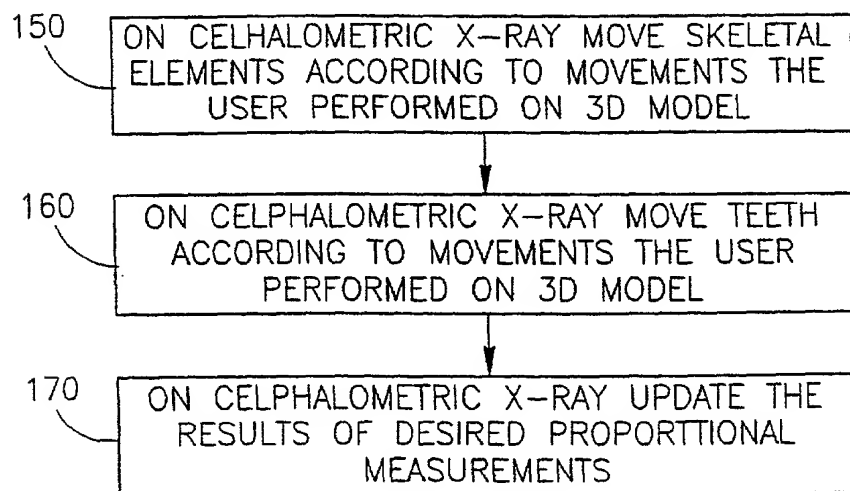 150
ON CELHALOMETRIC X-RAY MOVE SKELETAL
ELEMENTS ACCORDING TO MOVEMENTS THE
USER PERFORMED ON 3D MODEL
160
ON CELPHALOMETRIC X-RAY MOVE TEETH
ACCORDING TO MOVEMENTS THE USER
PERFORMED ON 3D MODEL
170
ON CELPHALOMETRIC X-RAY UPDATE THE
RESULTS OF DESIRED PROPORTTIONAL
MEASUREMENTS